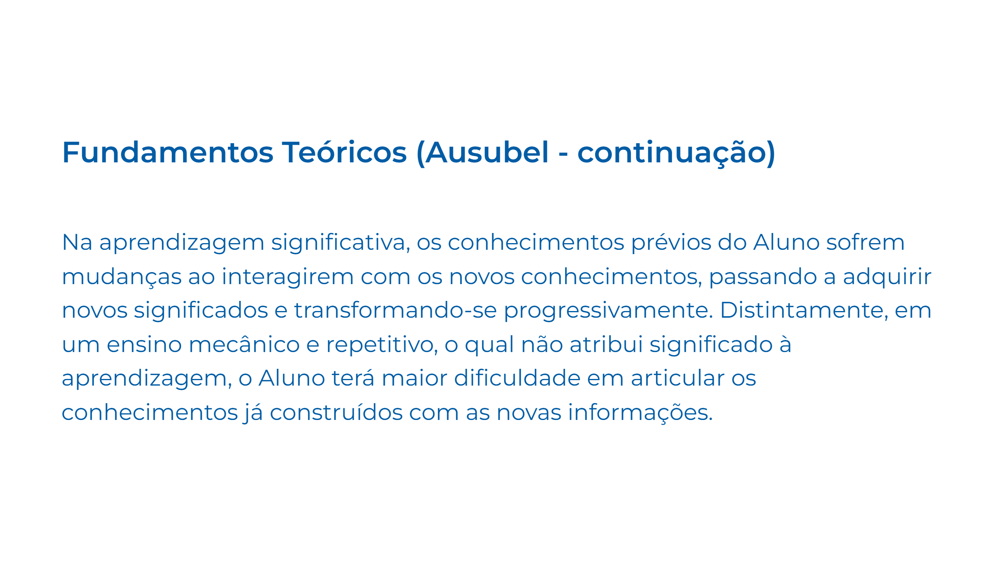 Fundamentos Teóricos (Ausubel - continuação)
Na aprendizagem significativa, os conhecimentos prévios do Aluno sofrem
mudanças ao interagirem com os novos conhecimentos, passando a adquirir
novos significados e transformando-se progressivamente. Distintamente, em
um ensino mecânico e repetitivo, o qual não atribui significado à
aprendizagem, o Aluno terá maior dificuldade em articular os
conhecimentos já construídos com as novas informações.